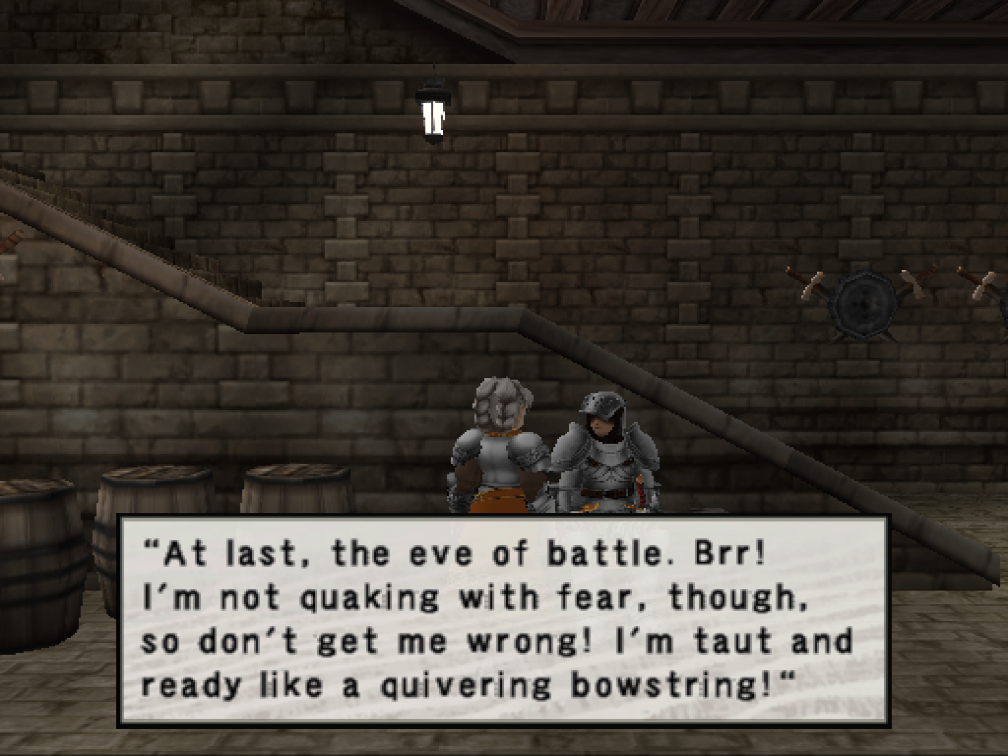 “At last, the eve of battle. Brr!
I'm not quaking with fear, though,
so don't get me wrong! I'm taut and
ready like a quivering bowstring!“